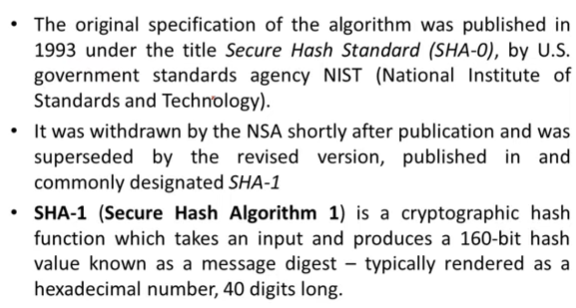 • The original specification of the algorithm was published in
1993 under the title Secure Hash Standard (SHA-0), by U.S.
government standards agency NIST (National Institute of
Standards and Technology).
• It was withdrawn by the NSA shortly after publication and was
superseded by the revised version, published in and
commonly designated SHA-1
• SHA-1 (Secure Hash Algorithm 1) is a cryptographic hash
function which takes an input and produces a 160-bit hash
value known as a message digest – typically rendered as a
hexadecimal number, 40 digits long.